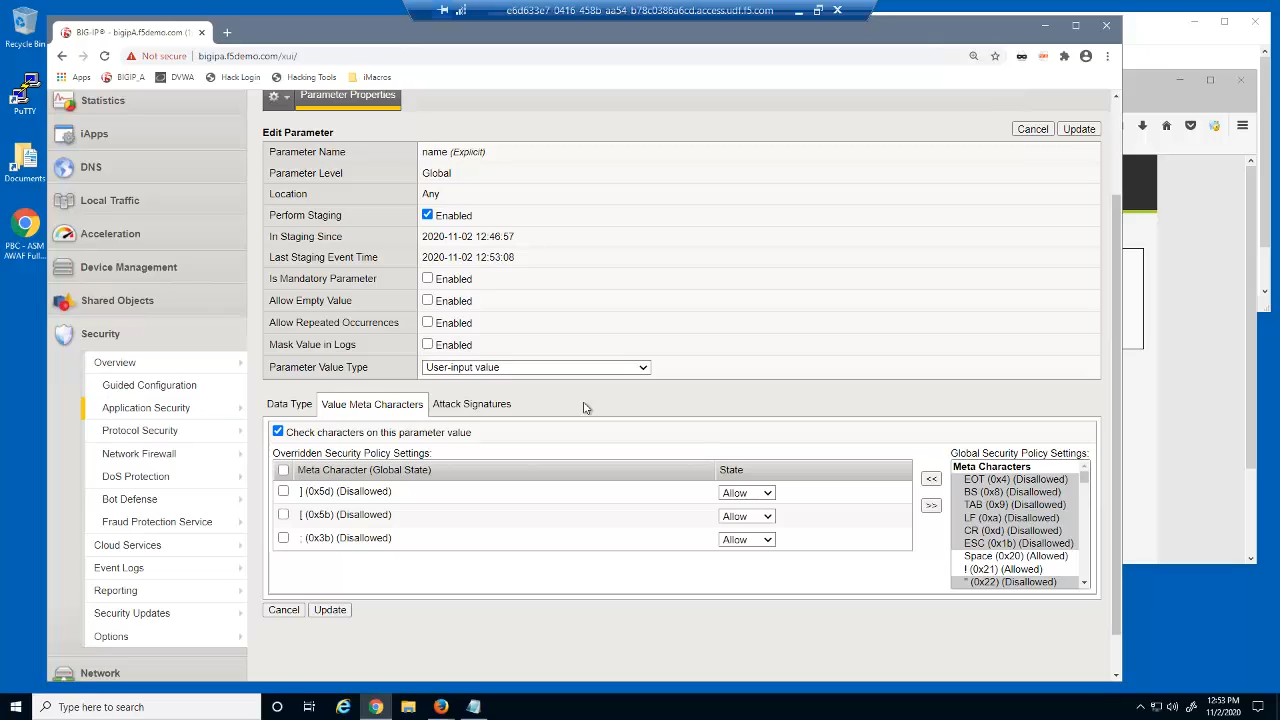 e6d633e7-0416-458b-aa54-b78c0386a6cd.access.udf.f5.com
Recycle Bin
PuTTY
Documents
PBC - ASM
AWAF Full...
BIG-IP® - bigipA.f5demo.com (1
Not secure
bigipa.f5demo.com/xui/
Apps
BIGIP_A
DVWA
Hack Login
Hacking Tools
iMacros
Statistics
iApps
DNS
Local Traffic
Acceleration
Device Management
Shared Objects
Security
Overview
Guided Configuration
Application Security
Protocol Security
Network Firewall
DoS Protection
Bot Defense
Fraud Protection Service
Cloud Services
Event Logs
Reporting
Security Updates
Options
Network
Parameter Properties
Edit Parameter
Cancel
Update
Parameter Name
name (Explicit)
Parameter Level
Global
Location
Any
Perform Staging
Enabled
In Staging Since
2020-11-02 12:46:57
Last Staging Event Time
2020-11-02 12:53:08
Is Mandatory Parameter
Enabled
Allow Empty Value
Enabled
Allow Repeated Occurrences
Enabled
Mask Value in Logs
Enabled
Parameter Value Type
User-input value
Data Type
Value Meta Characters
Attack Signatures
Check characters on this parameter value
Overridden Security Policy Settings:
Meta Character (Global State)
State
] (0x5d) (Disallowed)
Allow
[ (0x5b) (Disallowed)
Allow
; (0x3b) (Disallowed)
Allow
<<
>>
Global Security Policy Settings:
Meta Characters
EOT (0x4) (Disallowed)
BS (0x8) (Disallowed)
TAB (0x9) (Disallowed)
LF (0xa) (Disallowed)
CR (0xd) (Disallowed)
ESC (0x1b) (Disallowed)
Space (0x20) (Allowed)
! (0x21) (Allowed)
" (0x22) (Disallowed)
Cancel
Update
Type here to search
12:53 PM
11/2/2020